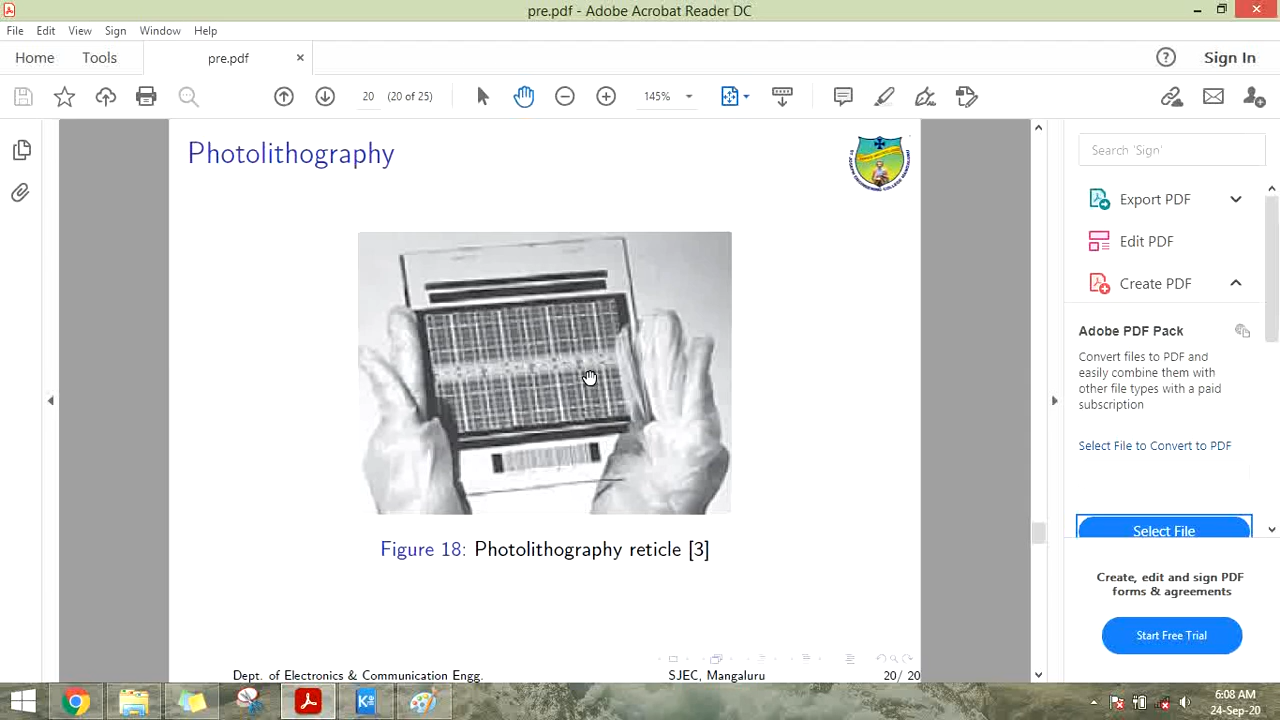 pre.pdf - Adobe Acrobat Reader DC
File Edit View Sign Window Help
Home Tools pre.pdf × Sign In
20 (20 of 25) 145%
Photolithography
Figure 18: Photolithography reticle [3]
Dept. of Electronics & Communication Engg. SJEC, Mangaluru 20/ 20
Search 'Sign'
Export PDF
Edit PDF
Create PDF
Adobe PDF Pack
Convert files to PDF and
easily combine them with
other file types with a paid
subscription
Select File to Convert to PDF
Select File
Create, edit and sign PDF
forms & agreements
Start Free Trial
6:08 AM
24-Sep-20